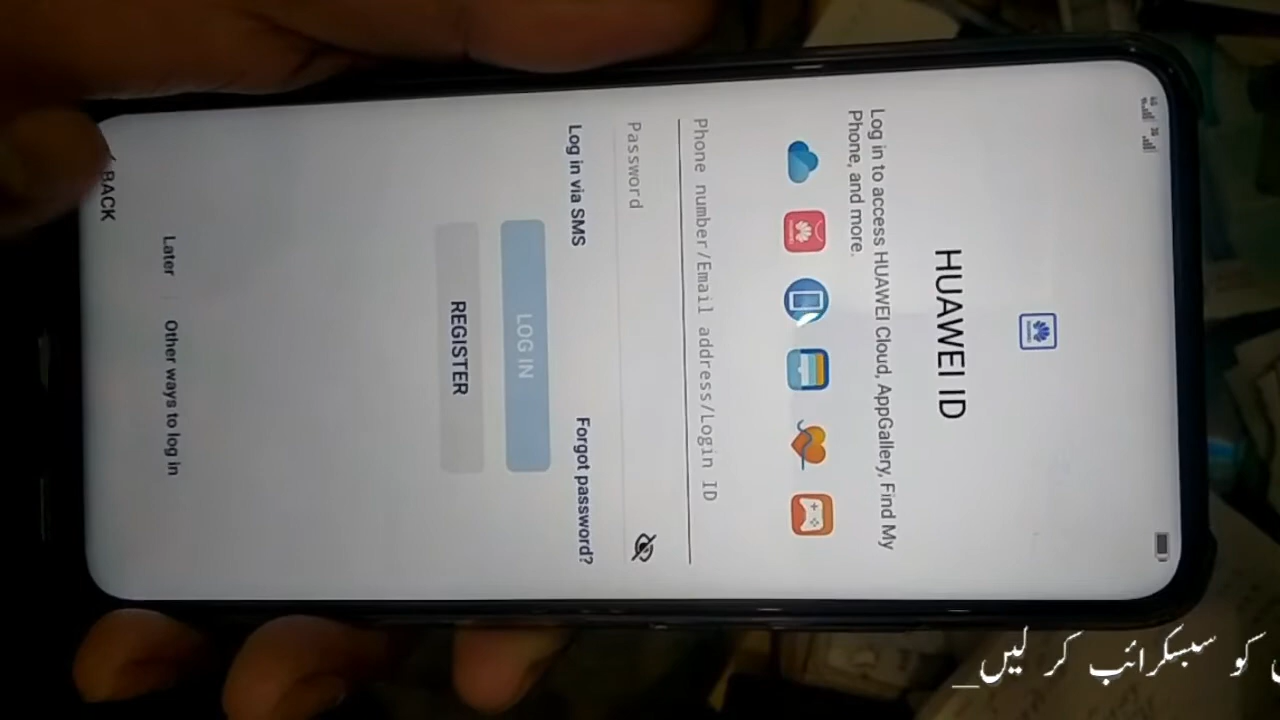 HUAWEI ID
Log in to access HUAWEI Cloud, AppGallery, Find My
Phone, and more.
Phone number/Email address/Login ID
Password
Log in via SMS
Forgot password?
LOG IN
REGISTER
Later
Other ways to log in
BACK
کو سبسکرائب کر لیں_